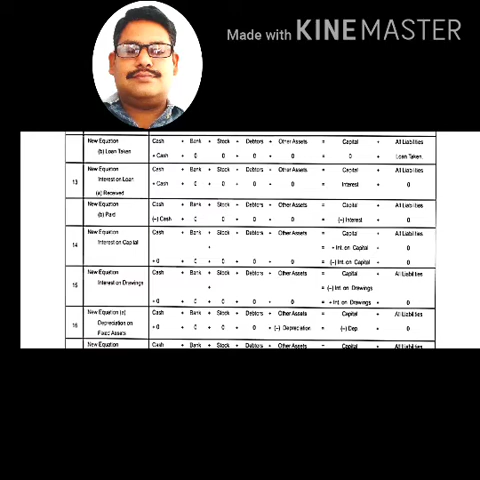 Made with KINEMASTER
New Equation Cash + Bank + Stock + Debtors + Other Assets = Capital + All Liabilities
(b) Loan Taken + Cash + 0 0 + 0 + 0 = 0 + Loan Taken
13 New Equation Cash + Bank + Stock + Debtors + Other Assets = Capital + All Liabilities
Interest on Loan + Cash + 0 0 + 0 + 0 = Interest + 0
(a) Received
New Equation Cash + Bank + Stock + Debtors + Other Assets = Capital + All Liabilities
(b) Paid (–) Cash + 0 0 + 0 + 0 + (–) Interest + 0
14 New Equation Cash + Bank + Stock + Debtors + Other Assets = Capital + All Liabilities
Interest on Capital + = + Int. on Capital + 0
+ 0 + 0 + 0 + 0 + 0 = (–) Int. on Capital + 0
15 New Equation Cash + Bank + Stock + Debtors + Other Assets = Capital + All Liabilities
Interest on Drawings + = (–) Int. on Drawings
+ 0 + 0 + 0 + 0 + 0 + + Int. on Drawings + 0
16 New Equation (a) Cash + Bank + Stock + Debtors + Other Assets = Capital + All Liabilities
Depreciation on + 0 + 0 + 0 + 0 + (–) Depreciation = (–) Dep. + 0
Fixed Assets
New Equation Cash + Bank + Stock + Debtors + Other Assets = Capital + All Liabilities